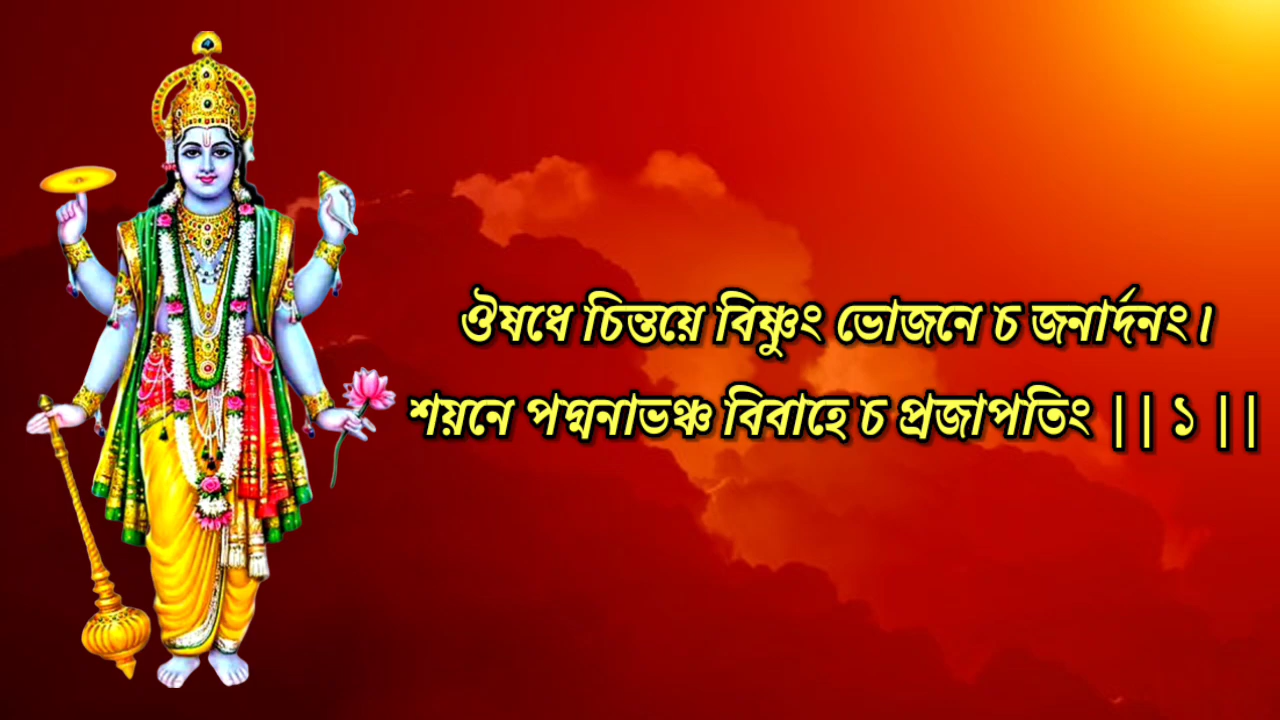 ঔষধে চিন্তয়ে বিষ্ণুং ভোজনে চ জনার্দনং।
শয়নে পদ্মনাভঞ্চ বিবাহে চ প্রজাপতিং || ১ ||